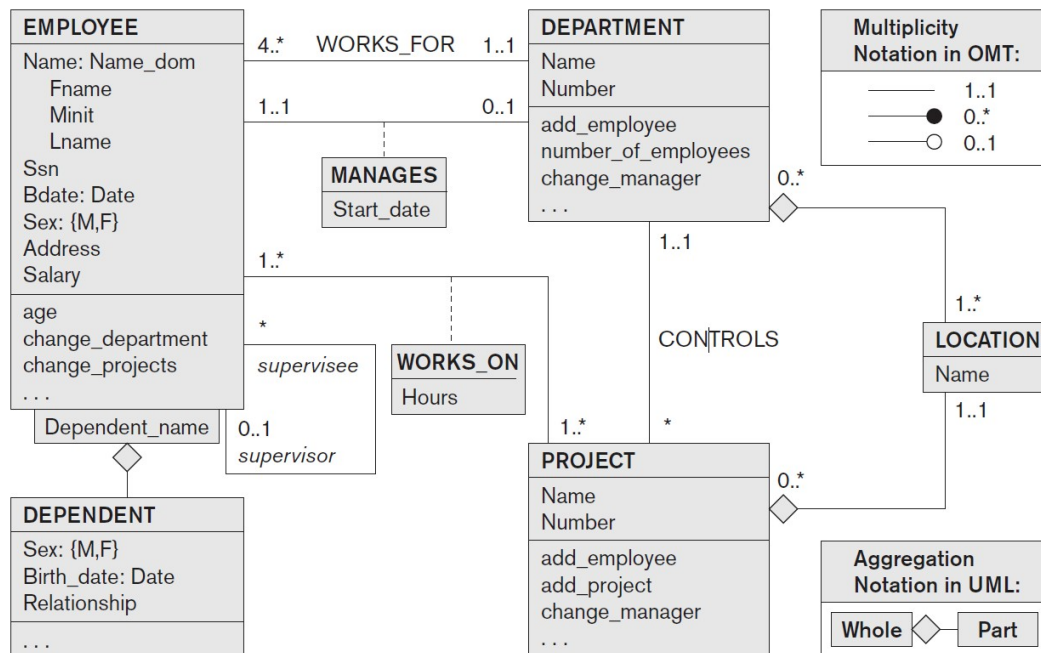 EMPLOYEE
Name: Name_dom
Fname
Minit
Lname
Ssn
Bdate: Date
Sex: {M,F}
Address
Salary
age
change_department
change_projects
. . .
Dependent_name
DEPENDENT
Sex: {M,F}
Birth_date: Date
Relationship
. . .
4..* WORKS_FOR 1..1
1..1 0..1
MANAGES
Start_date
1..*
*
supervisee
0..1
supervisor
WORKS_ON
Hours
1..*
DEPARTMENT
Name
Number
add_employee
number_of_employees
change_manager
. . .
0..*
1..1
CONTROLS
*
PROJECT
Name
Number
add_employee
add_project
change_manager
. . .
0..*
1..*
LOCATION
Name
1..1
Multiplicity
Notation in OMT:
1..1
0..*
0..1
Aggregation
Notation in UML:
Whole Part